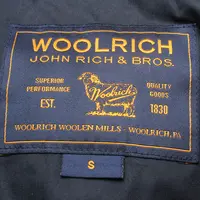 WOOLRICH
JOHN RICH & BROS.
SUPERIOR PERFORMANCE
QUALITY GOODS
EST.
1830
Woolrich
WOOLRICH WOOLEN MILLS - WOOLRICH, PA
S